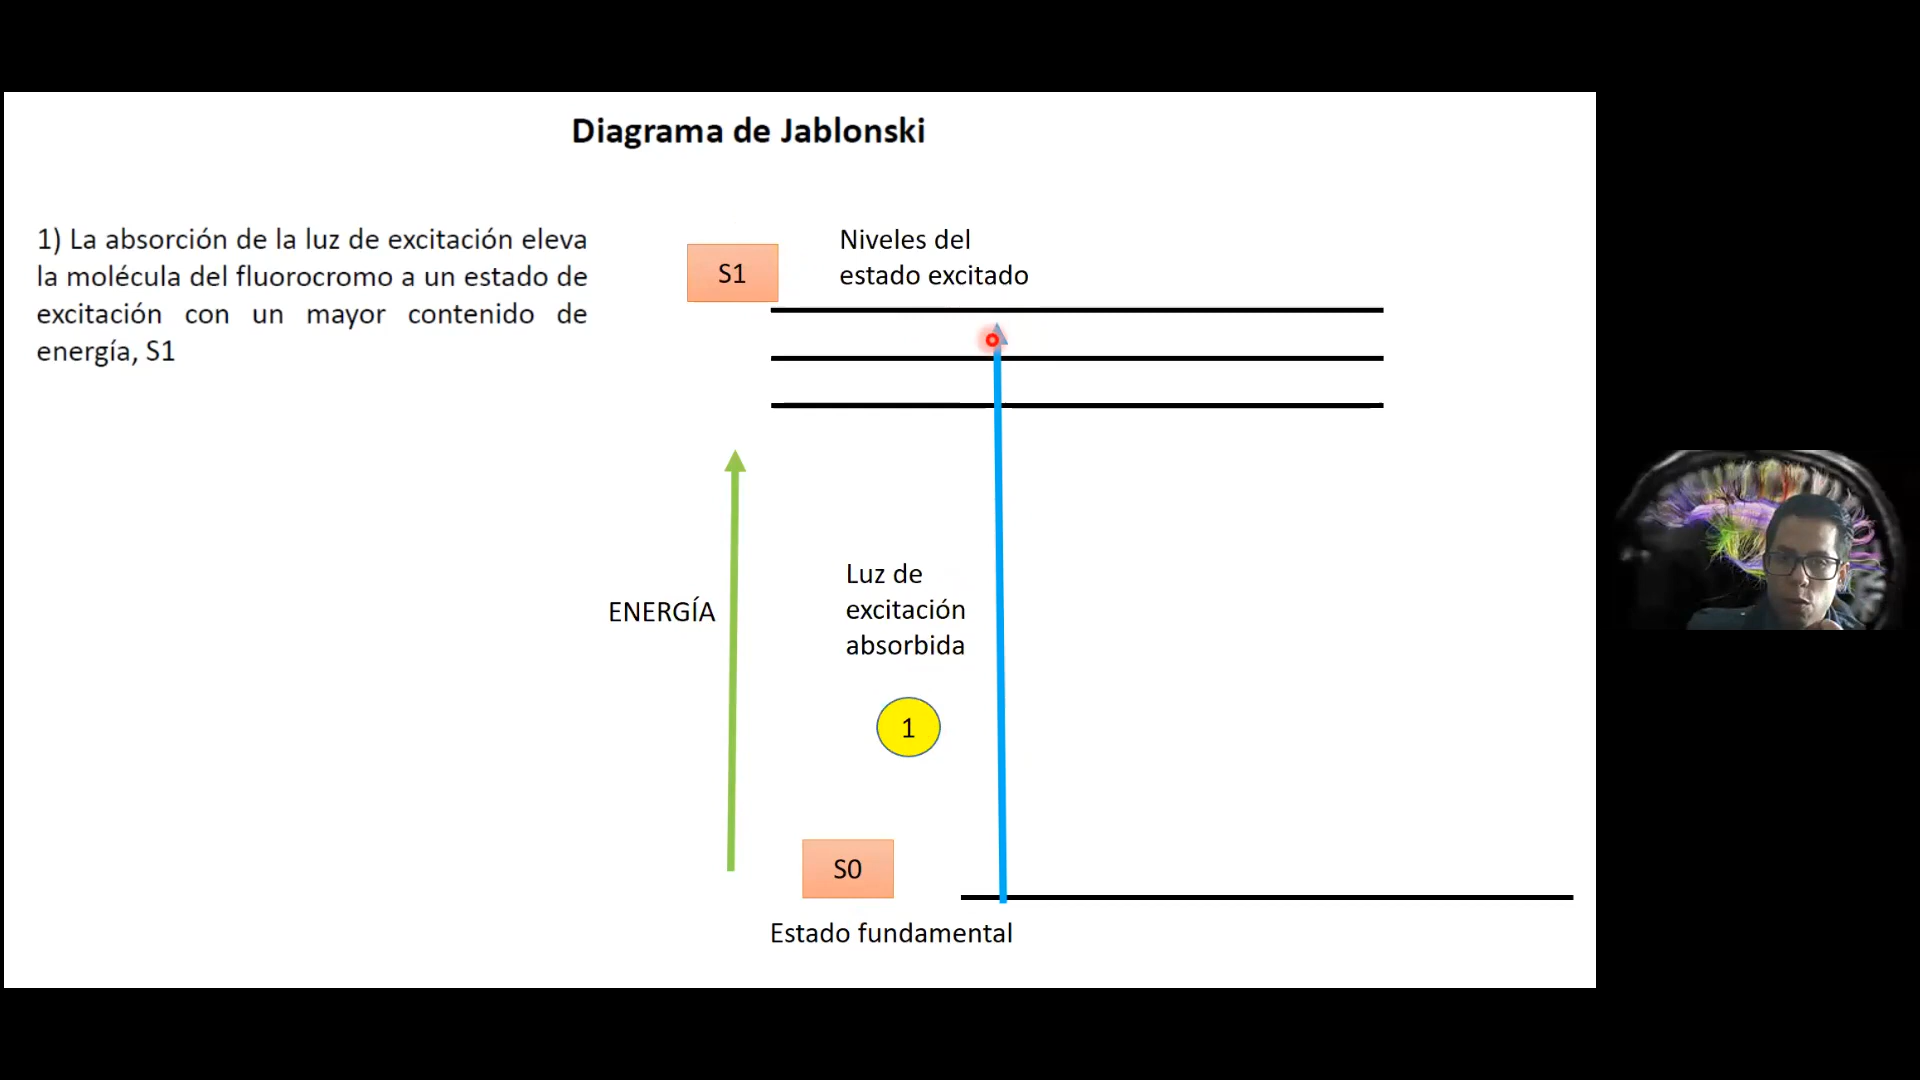 Diagrama de Jablonski
1) La absorción de la luz de excitación eleva
la molécula del fluorocromo a un estado de
excitación con un mayor contenido de
energía, S1
S1
Niveles del
estado excitado
ENERGÍA
Luz de
excitación
absorbida
1
S0
Estado fundamental